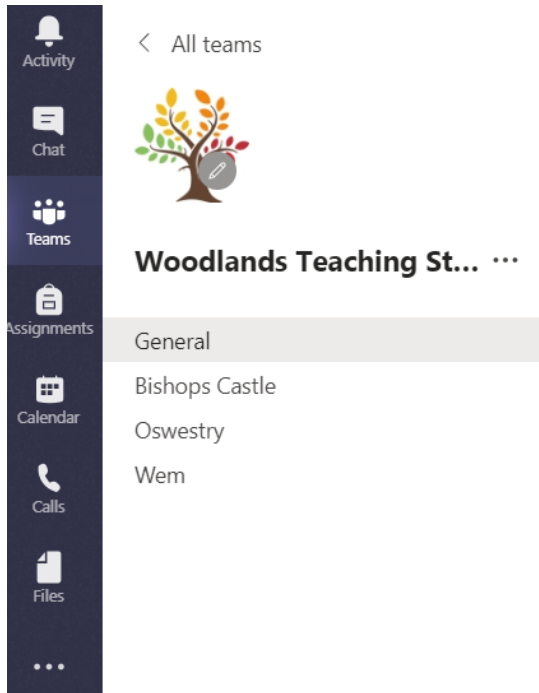 Activity
Chat
Teams
Assignments
Calendar
Calls
Files
All teams
Woodlands Teaching St...
General
Bishops Castle
Oswestry
Wem